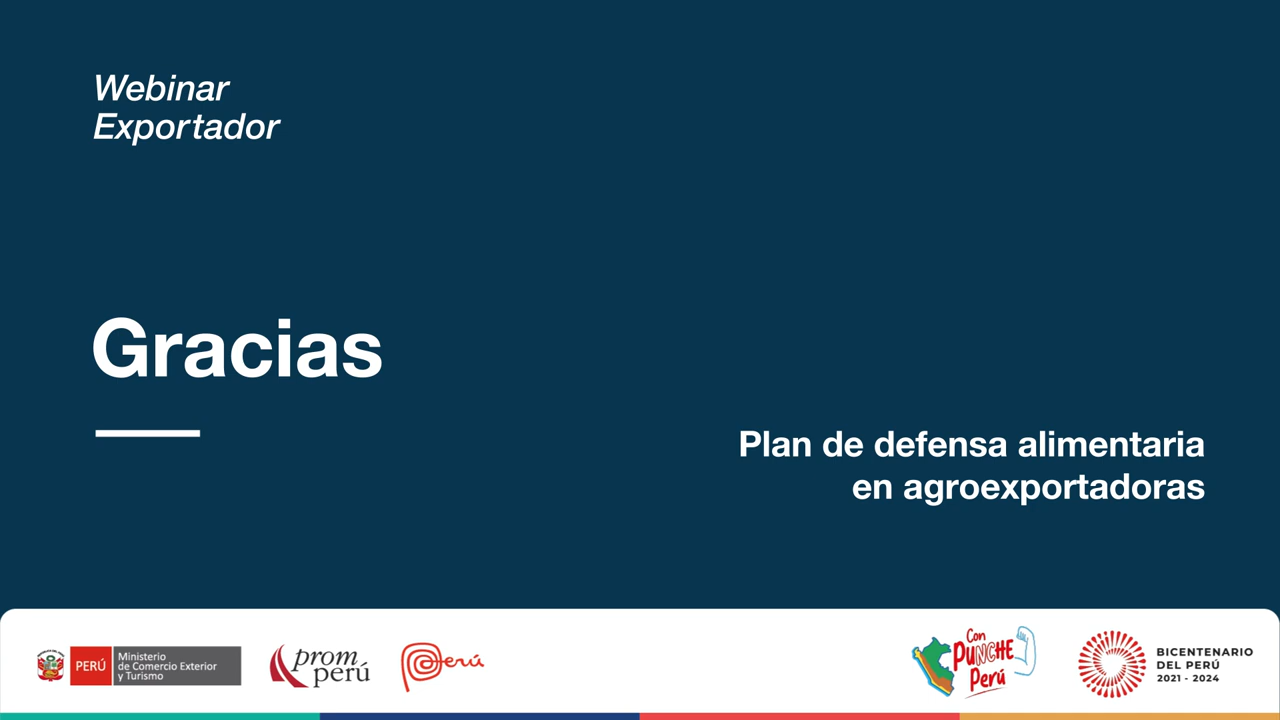 Webinar
Exportador
Gracias
Plan de defensa alimentaria
en agroexportadoras
PERÚ
Ministerio
de Comercio Exterior
y Turismo
prom
perú
Perú
Con
PUNCHE
Perú
BICENTENARIO
DEL PERÚ
2021 - 2024